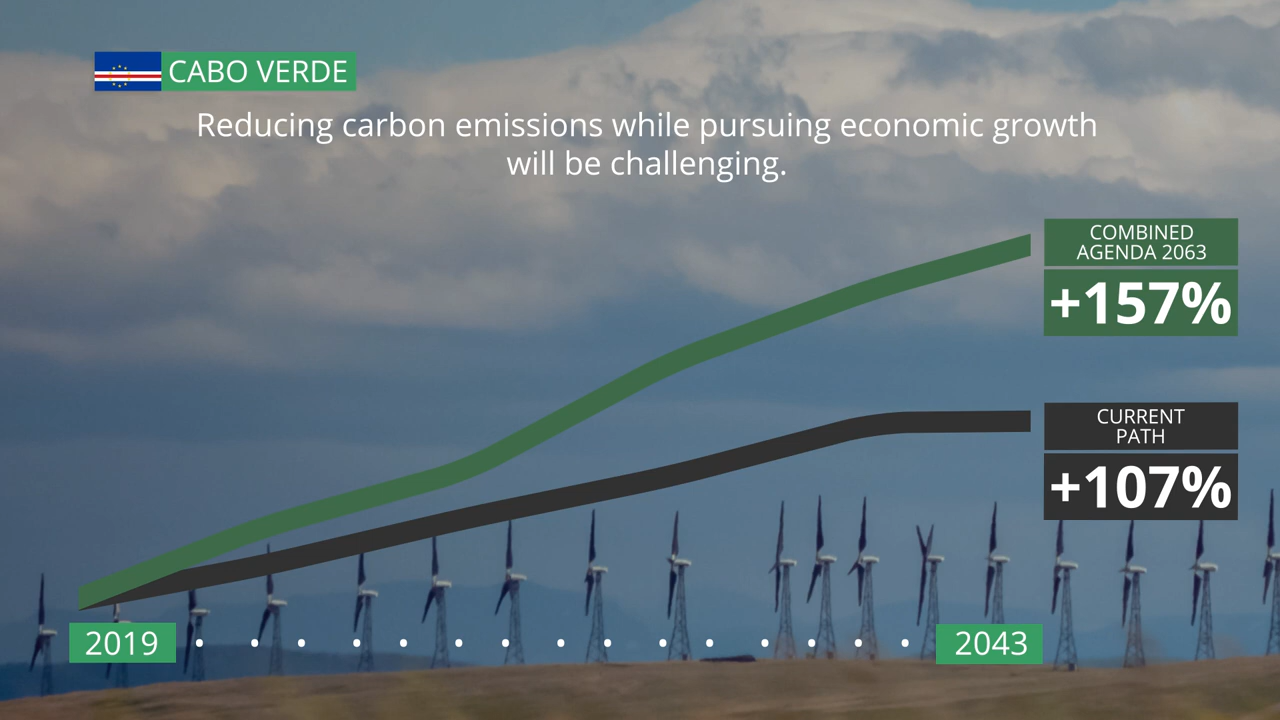 CABO VERDE
Reducing carbon emissions while pursuing economic growth
will be challenging.
COMBINED
AGENDA 2063
+157%
CURRENT
PATH
+107%
2019
2043